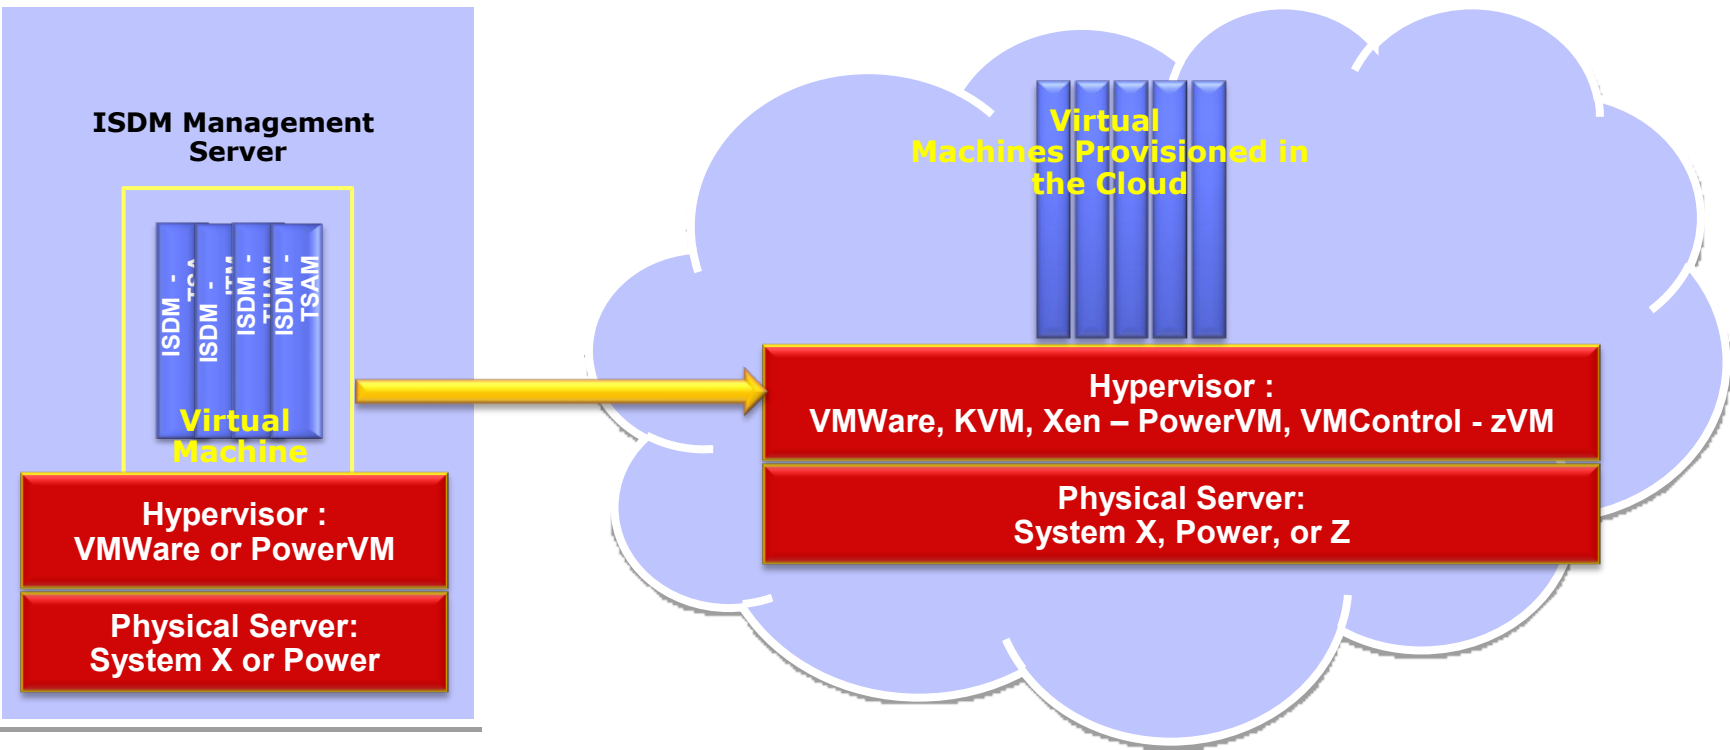 ISDM Management
Server
ISDM -
ISDM -
ITM
ISDM -
ISDM -
TSAM
Virtual
Machine
Hypervisor :
VMWare or PowerVM
Physical Server:
System X or Power
Virtual
Machines Provisioned in
the Cloud
Hypervisor :
VMWare, KVM, Xen – PowerVM, VMControl - zVM
Physical Server:
System X, Power, or Z